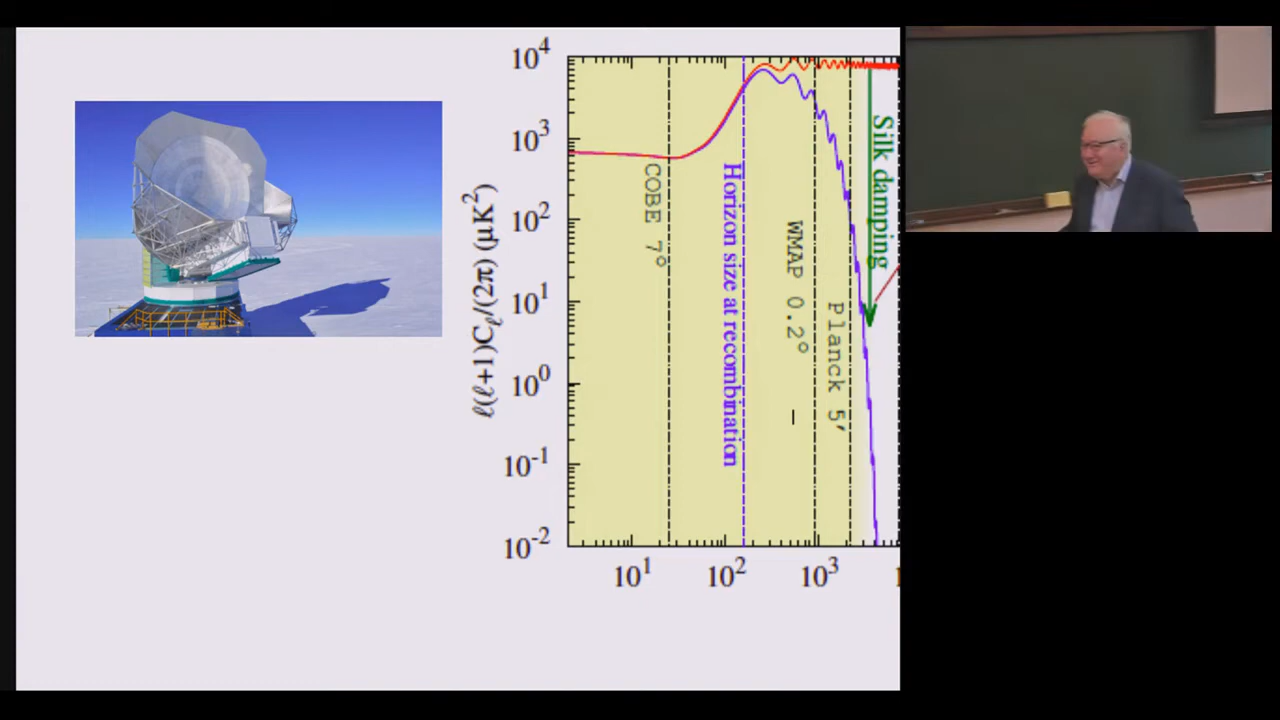 10⁴
10³
10²
10¹
10⁰
10⁻¹
10⁻²
ℓ(ℓ+1)Cℓ/(2π) (μK²)
COBE 7°
Horizon size at recombination
WMAP 0.2°
Planck 5′
Silk damping
10¹
10²
10³